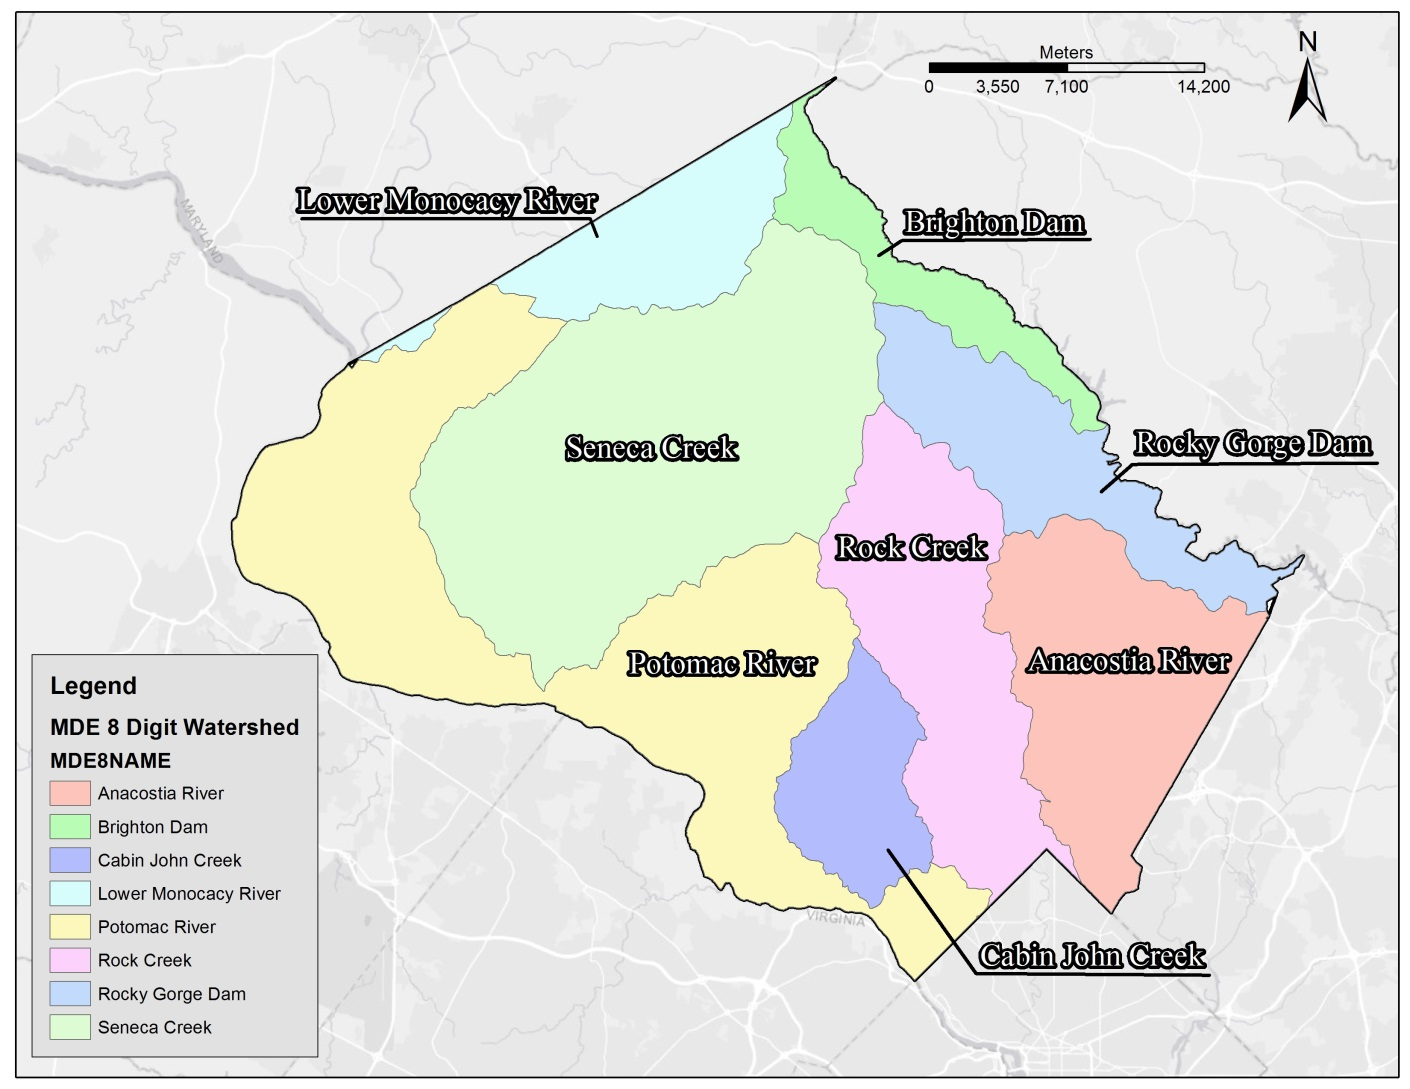 N
Meters
0 3,550 7,100 14,200
Lower Monocacy River
MARYLAND
Brighton Dam
Rocky Gorge Dam
Seneca Creek
Rock Creek
Potomac River
Anacostia River
VIRGINIA
Cabin John Creek
Legend
MDE 8 Digit Watershed
MDE8NAME
Anacostia River
Brighton Dam
Cabin John Creek
Lower Monocacy River
Potomac River
Rock Creek
Rocky Gorge Dam
Seneca Creek